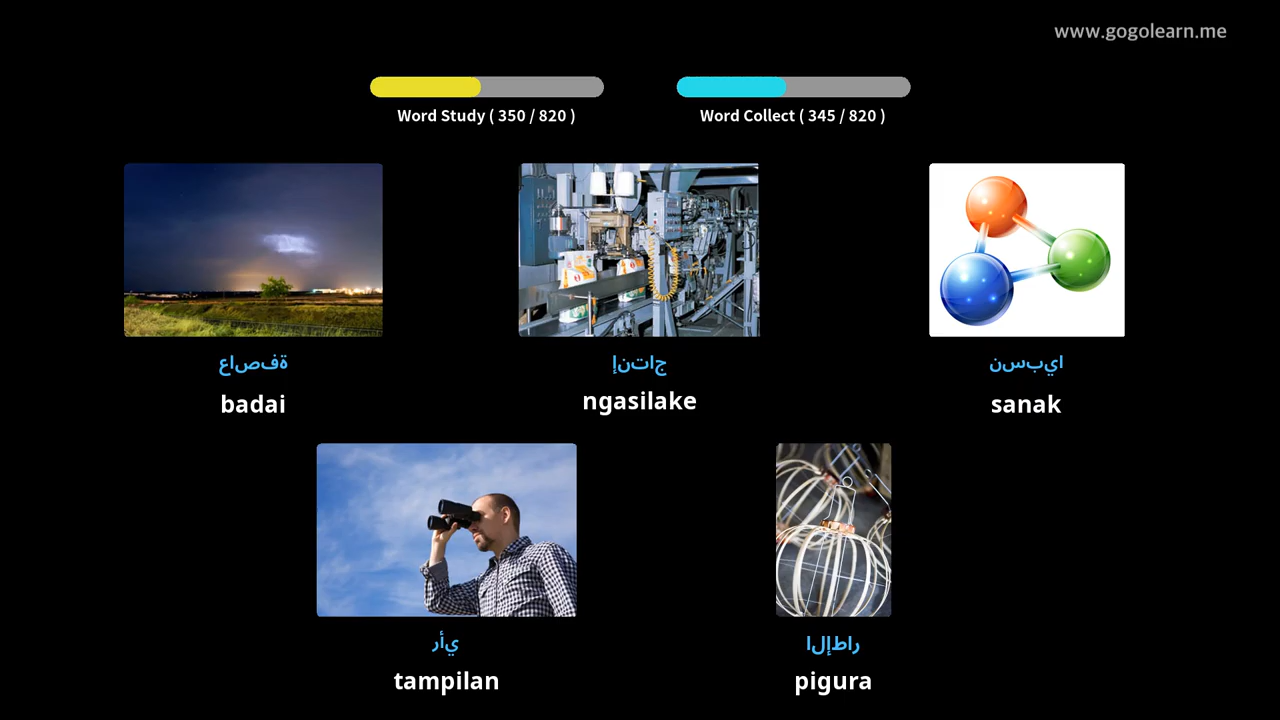 www.gogolearn.me
Word Study ( 350 / 820 )
Word Collect ( 345 / 820 )
عاصفة
badai
إنتاج
ngasilake
نسبيا
sanak
رأي
tampilan
الإطار
pigura